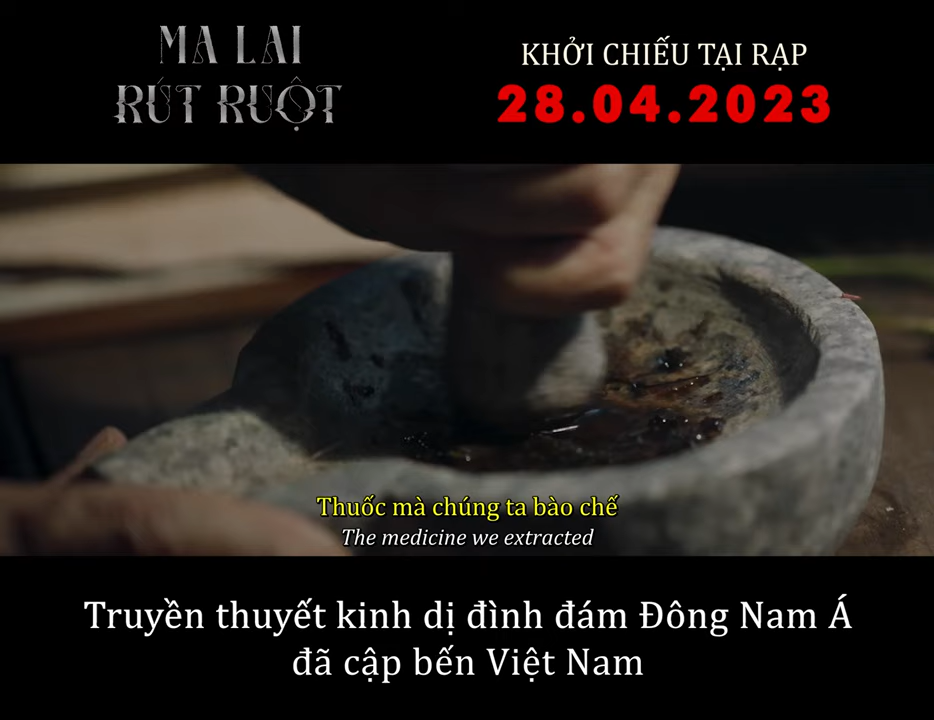 MA LAI
RÚT RUỘT
KHỞI CHIẾU TẠI RẠP
28.04.2023
Thuốc mà chúng ta bào chế
The medicine we extracted
Truyền thuyết kinh dị đình đám Đông Nam Á
đã cập bến Việt Nam